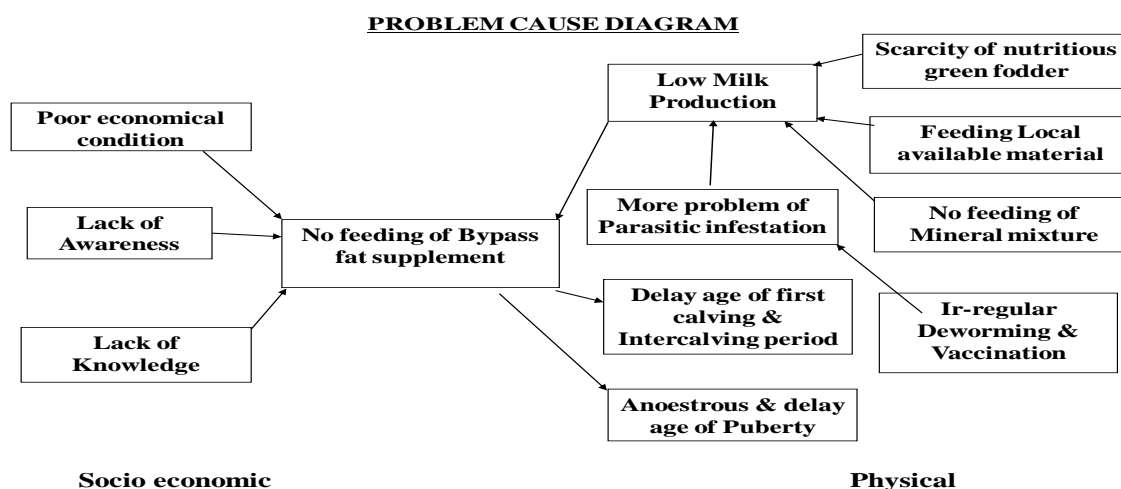 PROBLEM CAUSE DIAGRAM
Scarcity of nutritious
green fodder
Low Milk
Production
Poor economical
condition
Feeding Local
available material
Lack of
Awareness
No feeding of Bypass
fat supplement
More problem of
Parasitic infestation
No feeding of
Mineral mixture
Delay age of first
calving &
Intercalving period
Ir-regular
Deworming &
Vaccination
Lack of
Knowledge
Anoestrous & delay
age of Puberty
Socio economic
Physical